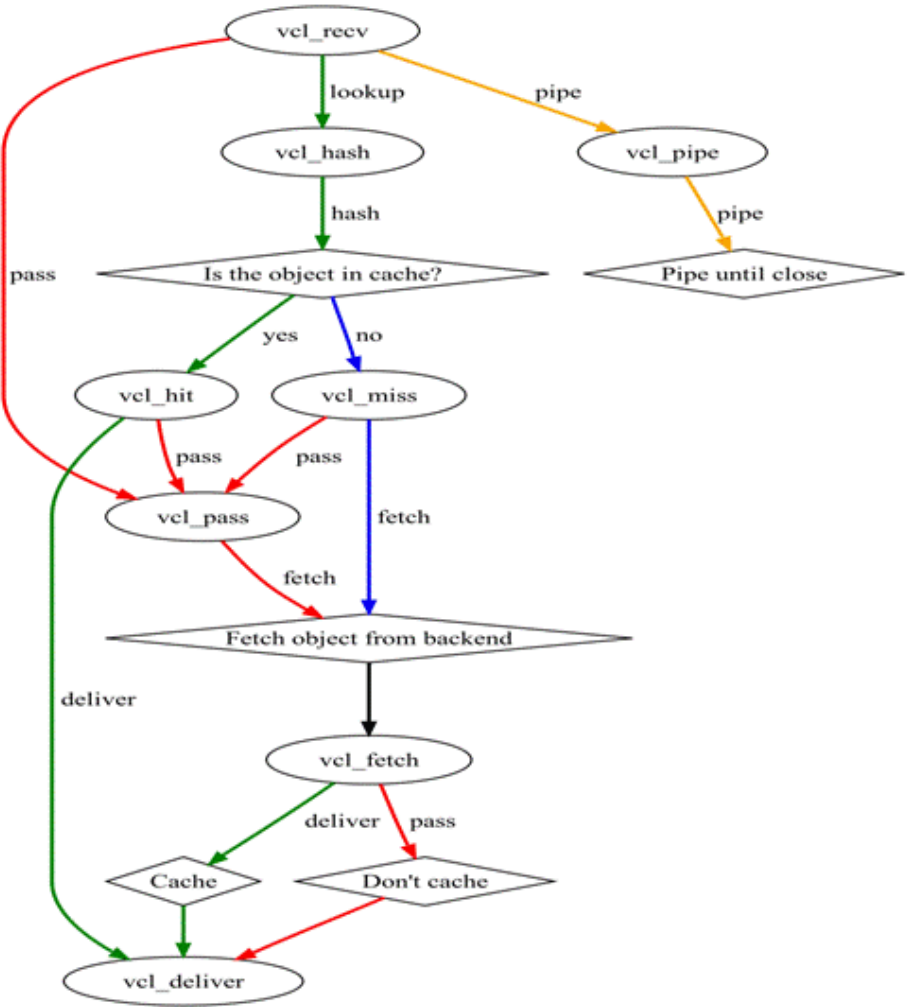 vcl_recv
lookup
pipe
vcl_hash
vcl_pipe
hash
pipe
pass
Is the object in cache?
Pipe until close
yes
no
vcl_hit
vcl_miss
pass
pass
vcl_pass
fetch
fetch
Fetch object from backend
deliver
vcl_fetch
deliver
pass
Cache
Don't cache
vcl_deliver